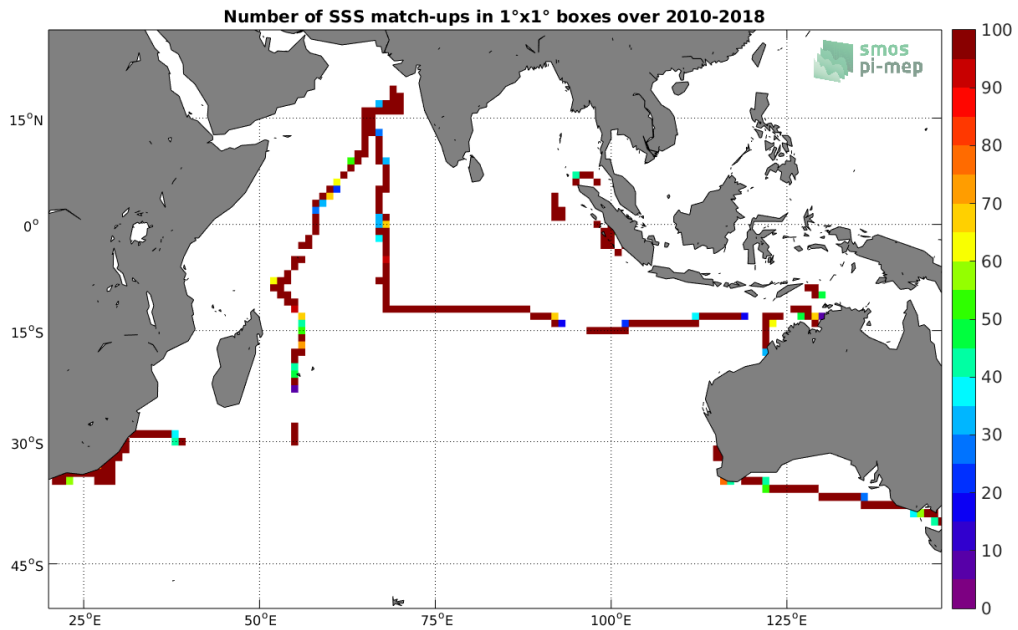 Number of SSS match-ups in 1°x1° boxes over 2010-2018
smos
pi-mep
100
90
80
70
60
50
40
30
20
10
0
15°N
0°
15°S
30°S
45°S
25°E
50°E
75°E
100°E
125°E